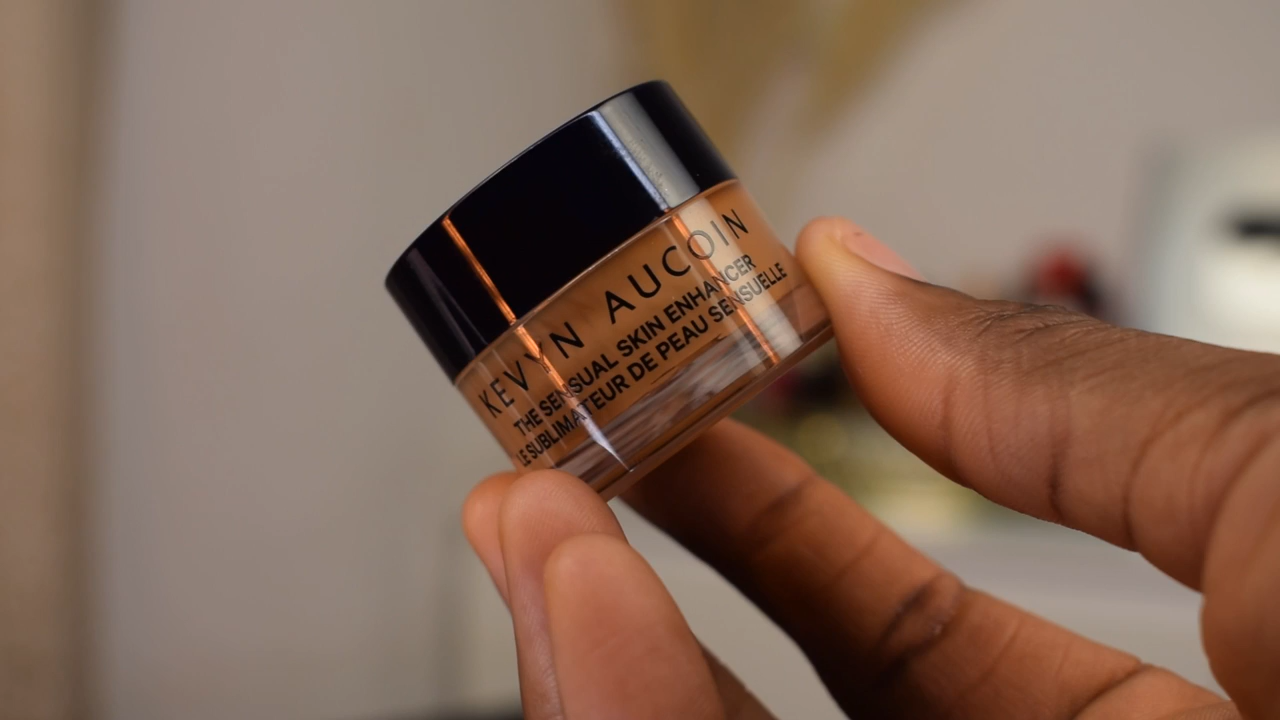 KEVYN AUCOIN
THE SENSUAL SKIN ENHANCER
LE SUBLIMATEUR DE PEAU SENSUELLE